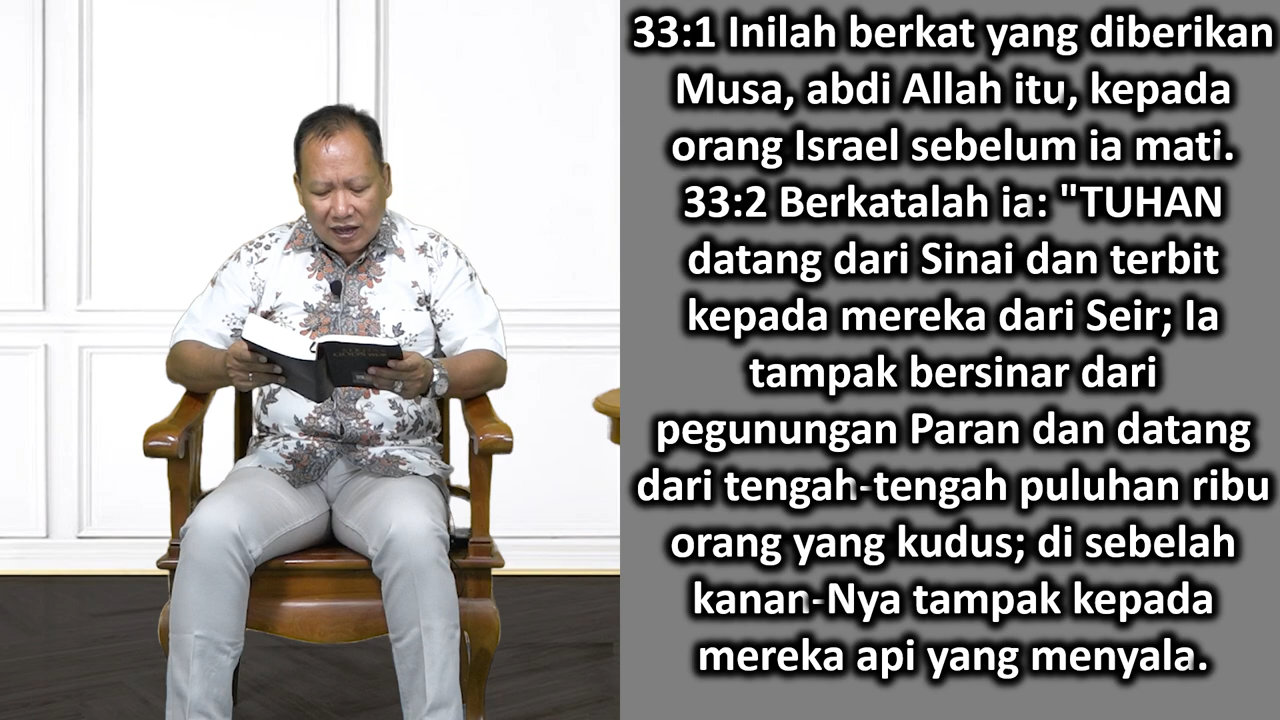 33:1 Inilah berkat yang diberikan
Musa, abdi Allah itu, kepada
orang Israel sebelum ia mati.
33:2 Berkatalah ia: "TUHAN
datang dari Sinai dan terbit
kepada mereka dari Seir; Ia
tampak bersinar dari
pegunungan Paran dan datang
dari tengah-tengah puluhan ribu
orang yang kudus; di sebelah
kanan-Nya tampak kepada
mereka api yang menyala.